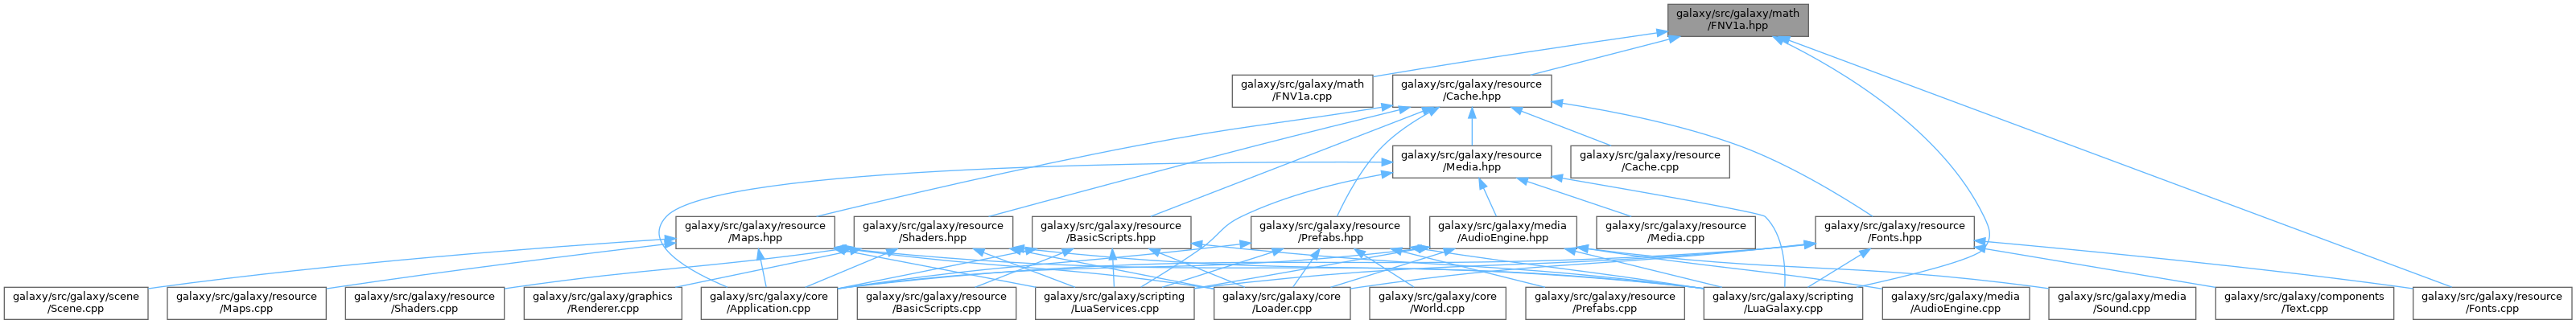 galaxy/src/galaxy/math
/FNV1a.hpp
galaxy/src/galaxy/math
/FNV1a.cpp
galaxy/src/galaxy/resource
/Cache.hpp
galaxy/src/galaxy/resource
/Media.hpp
galaxy/src/galaxy/resource
/Cache.cpp
galaxy/src/galaxy/resource
/Maps.hpp
galaxy/src/galaxy/resource
/Shaders.hpp
galaxy/src/galaxy/resource
/BasicScripts.hpp
galaxy/src/galaxy/resource
/Prefabs.hpp
galaxy/src/galaxy/media
/AudioEngine.hpp
galaxy/src/galaxy/resource
/Media.cpp
galaxy/src/galaxy/resource
/Fonts.hpp
galaxy/src/galaxy/scene
/Scene.cpp
galaxy/src/galaxy/resource
/Maps.cpp
galaxy/src/galaxy/resource
/Shaders.cpp
galaxy/src/galaxy/graphics
/Renderer.cpp
galaxy/src/galaxy/core
/Application.cpp
galaxy/src/galaxy/resource
/BasicScripts.cpp
galaxy/src/galaxy/scripting
/LuaServices.cpp
galaxy/src/galaxy/core
/Loader.cpp
galaxy/src/galaxy/core
/World.cpp
galaxy/src/galaxy/resource
/Prefabs.cpp
galaxy/src/galaxy/scripting
/LuaGalaxy.cpp
galaxy/src/galaxy/media
/AudioEngine.cpp
galaxy/src/galaxy/media
/Sound.cpp
galaxy/src/galaxy/components
/Text.cpp
galaxy/src/galaxy/resource
/Fonts.cpp